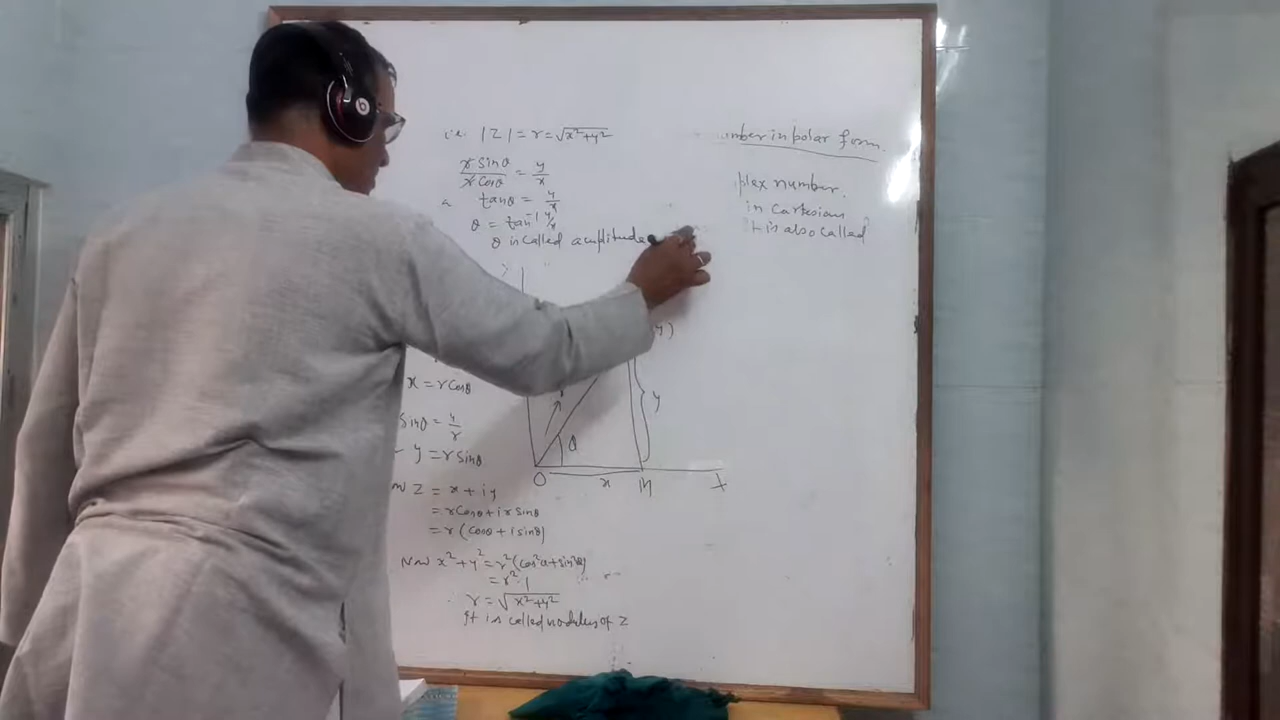 i.e. |Z| = r = √x²+y²
r sinθ / r cosθ = y/x
tanθ = y/x
θ = tan⁻¹ y/x
θ is called amplitude
mber in polar form.
plex number.
in Cartesian
t is also called
y)
x = r cosθ
y
sinθ = y/r
θ
y = r sinθ
O x M X
Z = x + iy
= r cosθ + i r sinθ
= r (cosθ + i sinθ)
Now x² + y² = r² (cos²θ + sin²θ)
= r² 1
r = √x²+y²
It is called modulus of Z
b